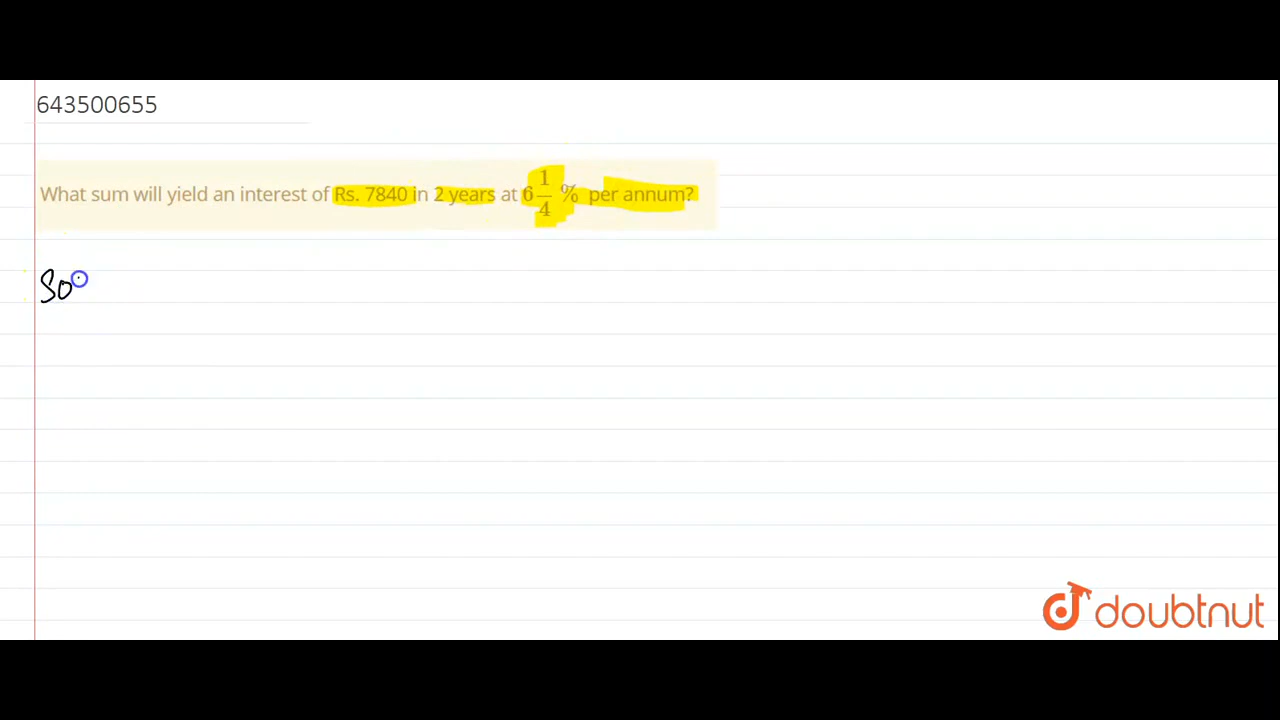 643500655
What sum will yield an interest of Rs. 7840 in 2 years at 6 1/4 % per annum?
So
doubtnut